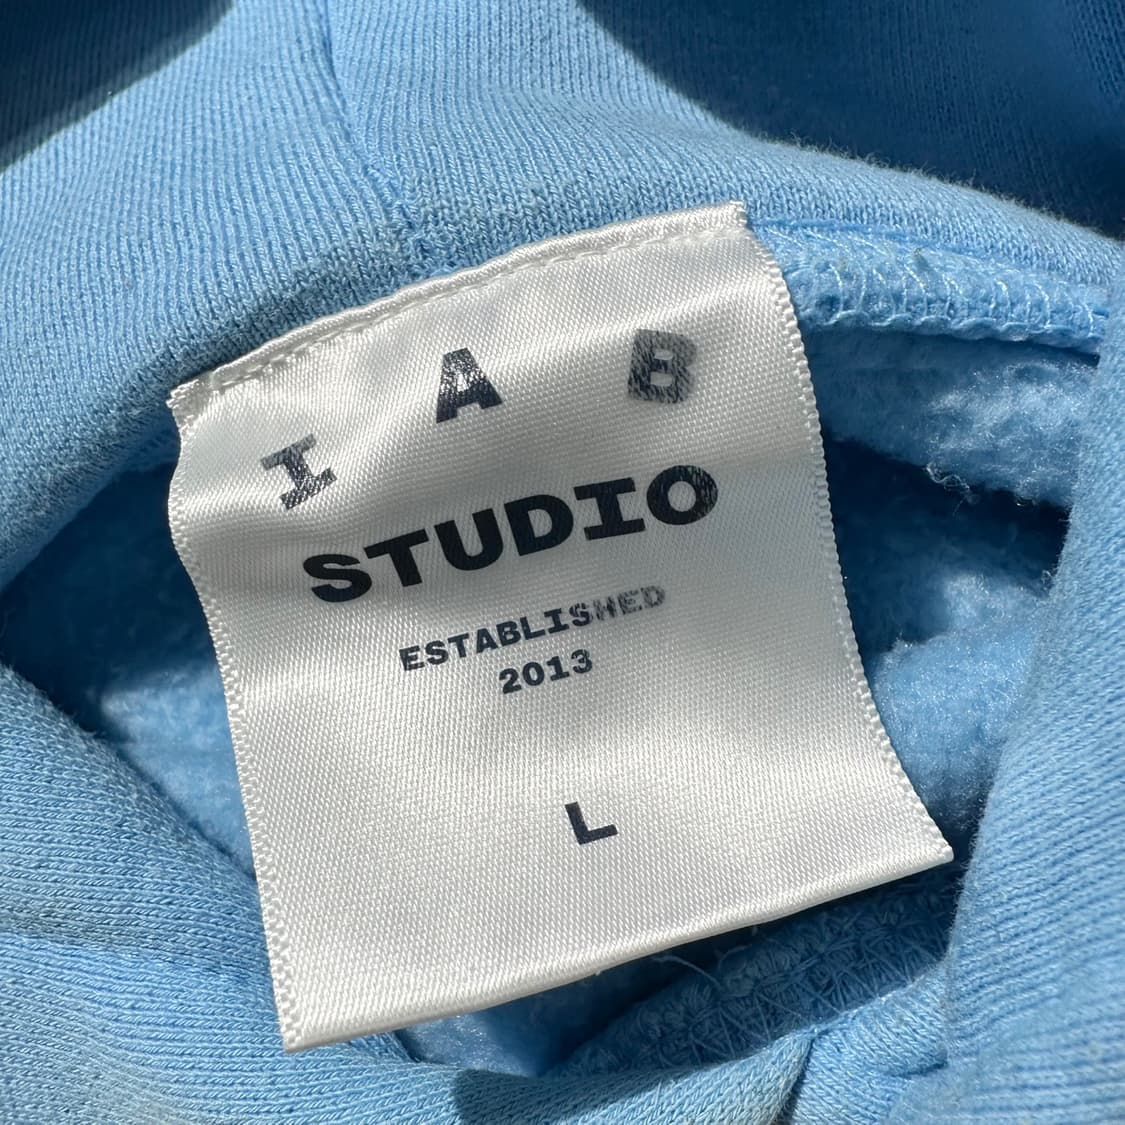 I A B
STUDIO
ESTABLISHED
2013
L